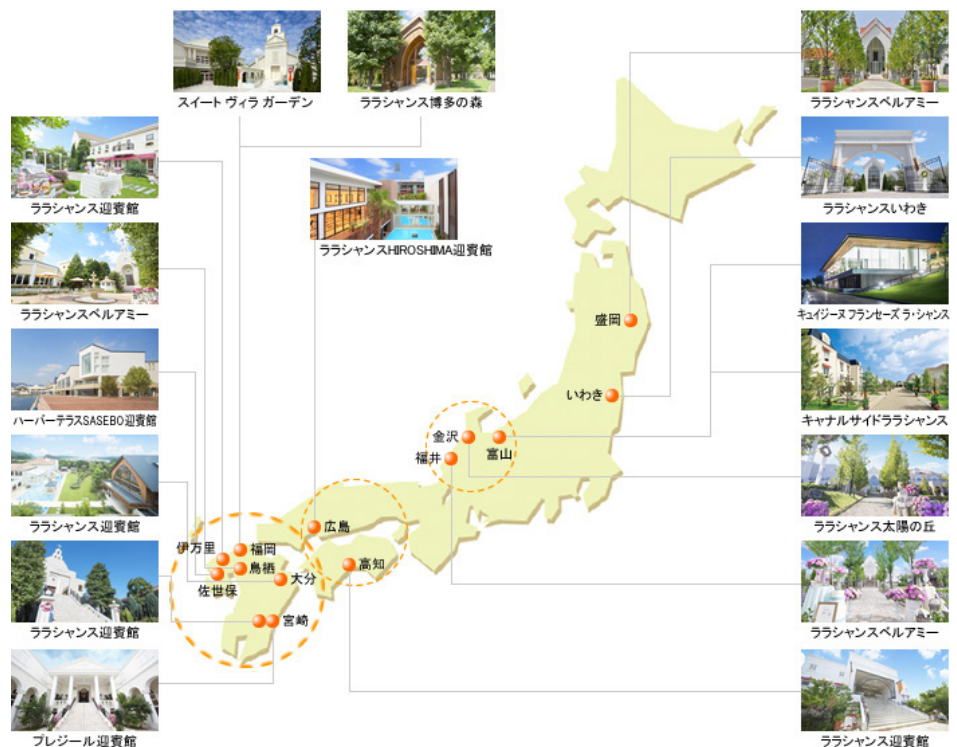 スイート ヴィラ ガーデン
ララシャンス博多の森
ララシャンスベルアミー
ララシャンス迎賓館
ララシャンスいわき
ララシャンスHIROSHIMA迎賓館
ララシャンスベルアミー
キュイジーヌ フランセーズ ラ・シャンス
盛岡
いわき
ハーバーテラスSASEBO迎賓館
キャナルサイドララシャンス
金沢
富山
福井
ララシャンス迎賓館
ララシャンス太陽の丘
広島
伊万里
福岡
鳥栖
高知
大分
佐世保
宮崎
ララシャンス迎賓館
ララシャンスベルアミー
プレジール迎賓館
ララシャンス迎賓館